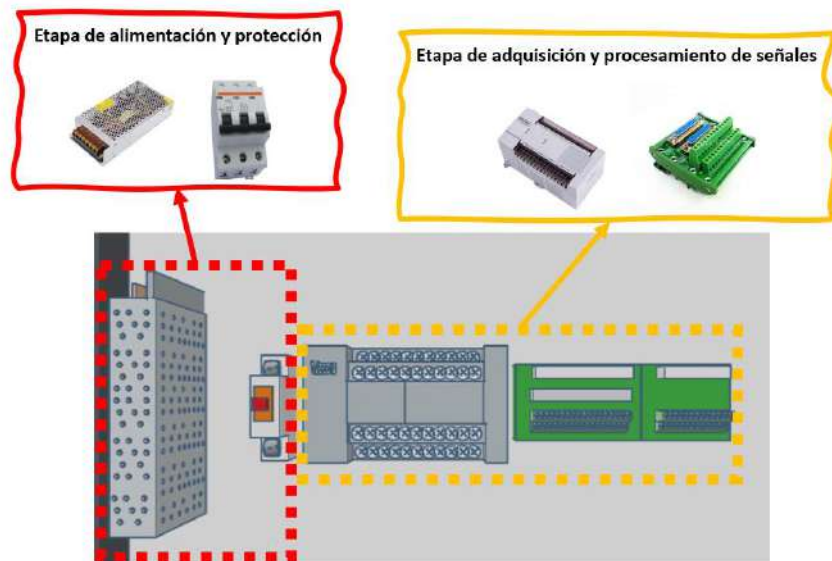 Etapa de alimentación y protección
Etapa de adquisición y procesamiento de señales